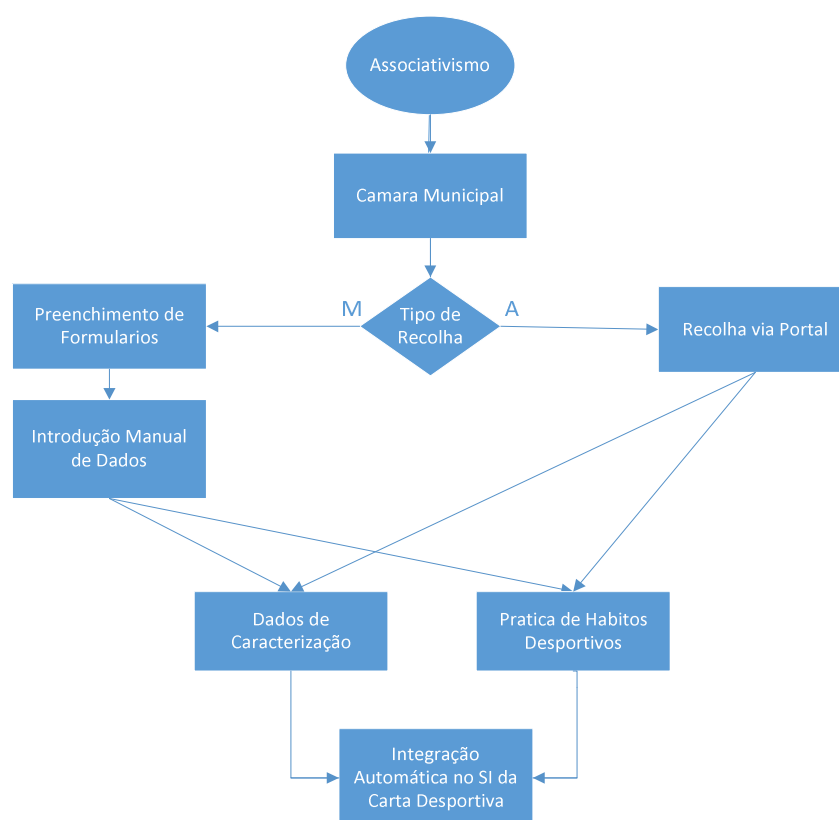 Associativismo
Camara Municipal
M
Tipo de
Recolha
A
Preenchimento de
Formularios
Recolha via Portal
Introdução Manual
de Dados
Dados de
Caracterização
Pratica de Habitos
Desportivos
Integração
Automática no SI da
Carta Desportiva